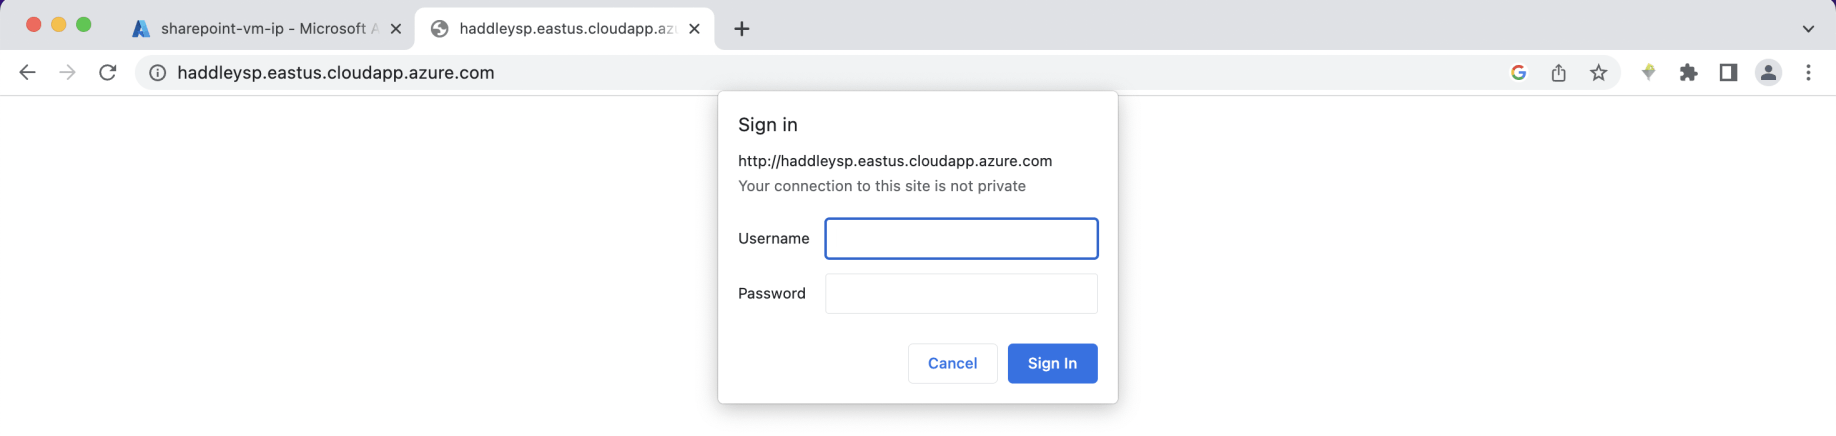 sharepoint-vm-ip - Microsoft A
haddleysp.eastus.cloudapp.az
haddleysp.eastus.cloudapp.azure.com
Sign in
http://haddleysp.eastus.cloudapp.azure.com
Your connection to this site is not private
Username
Password
Cancel
Sign In